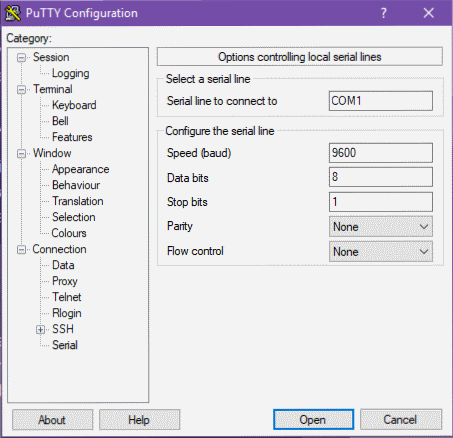 PuTTY Configuration
Category:
Session
Logging
Terminal
Keyboard
Bell
Features
Window
Appearance
Behaviour
Translation
Selection
Colours
Connection
Data
Proxy
Telnet
Rlogin
SSH
Serial
Options controlling local serial lines
Select a serial line
Serial line to connect to COM1
Configure the serial line
Speed (baud) 9600
Data bits 8
Stop bits 1
Parity None
Flow control None
About Help Open Cancel